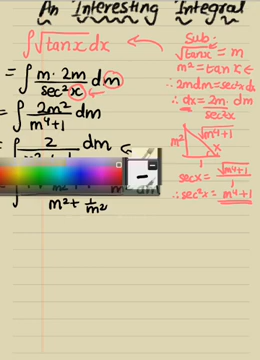 An Interesting Integral
∫√tanx dx
= ∫ m. 2m / sec²x dm
= ∫ 2m² / m⁴+1 dm
= ∫ 2 / dm
m² + 1/m²
Sub:
√tanx = m
m² = tanx
∴ 2mdm = sec²x dx
∴ dx = 2m. dm / sec²x
m² √m⁴+1
x
1
secx = √m⁴+1 / 1
∴ sec²x = m⁴+1